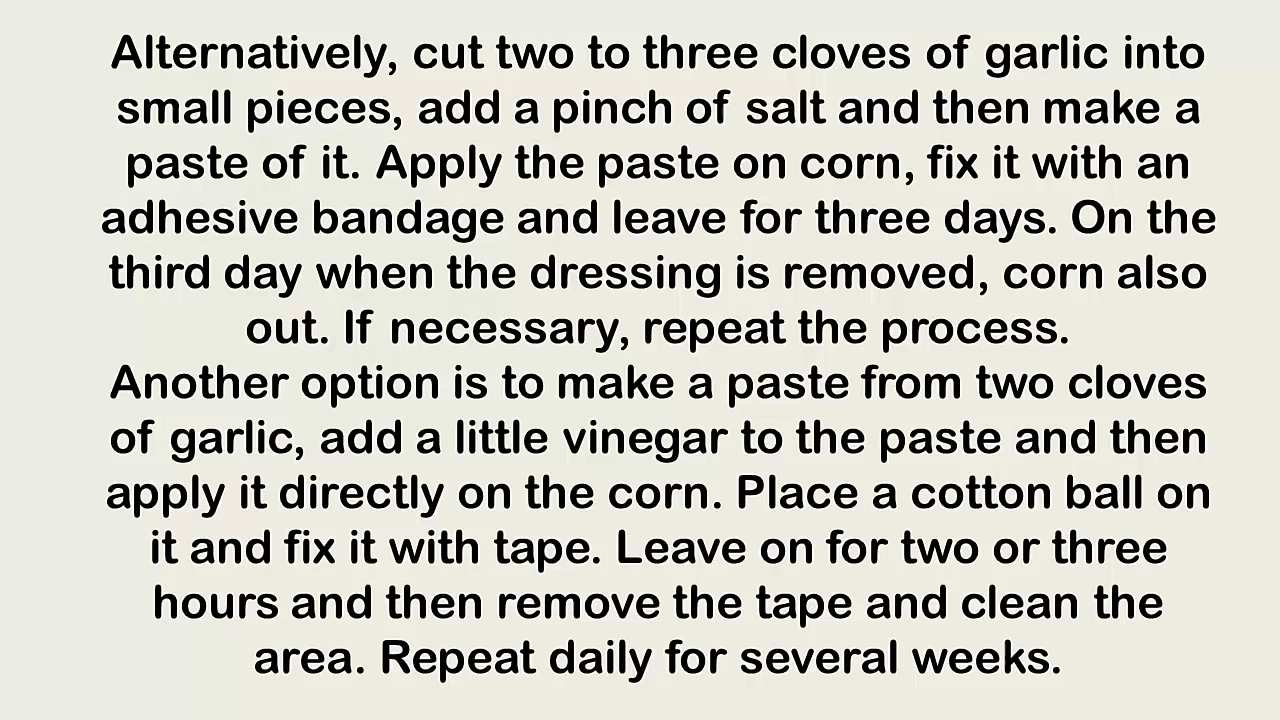 Alternatively, cut two to three cloves of garlic into
small pieces, add a pinch of salt and then make a
paste of it. Apply the paste on corn, fix it with an
adhesive bandage and leave for three days. On the
third day when the dressing is removed, corn also
out. If necessary, repeat the process.
Another option is to make a paste from two cloves
of garlic, add a little vinegar to the paste and then
apply it directly on the corn. Place a cotton ball on
it and fix it with tape. Leave on for two or three
hours and then remove the tape and clean the
area. Repeat daily for several weeks.